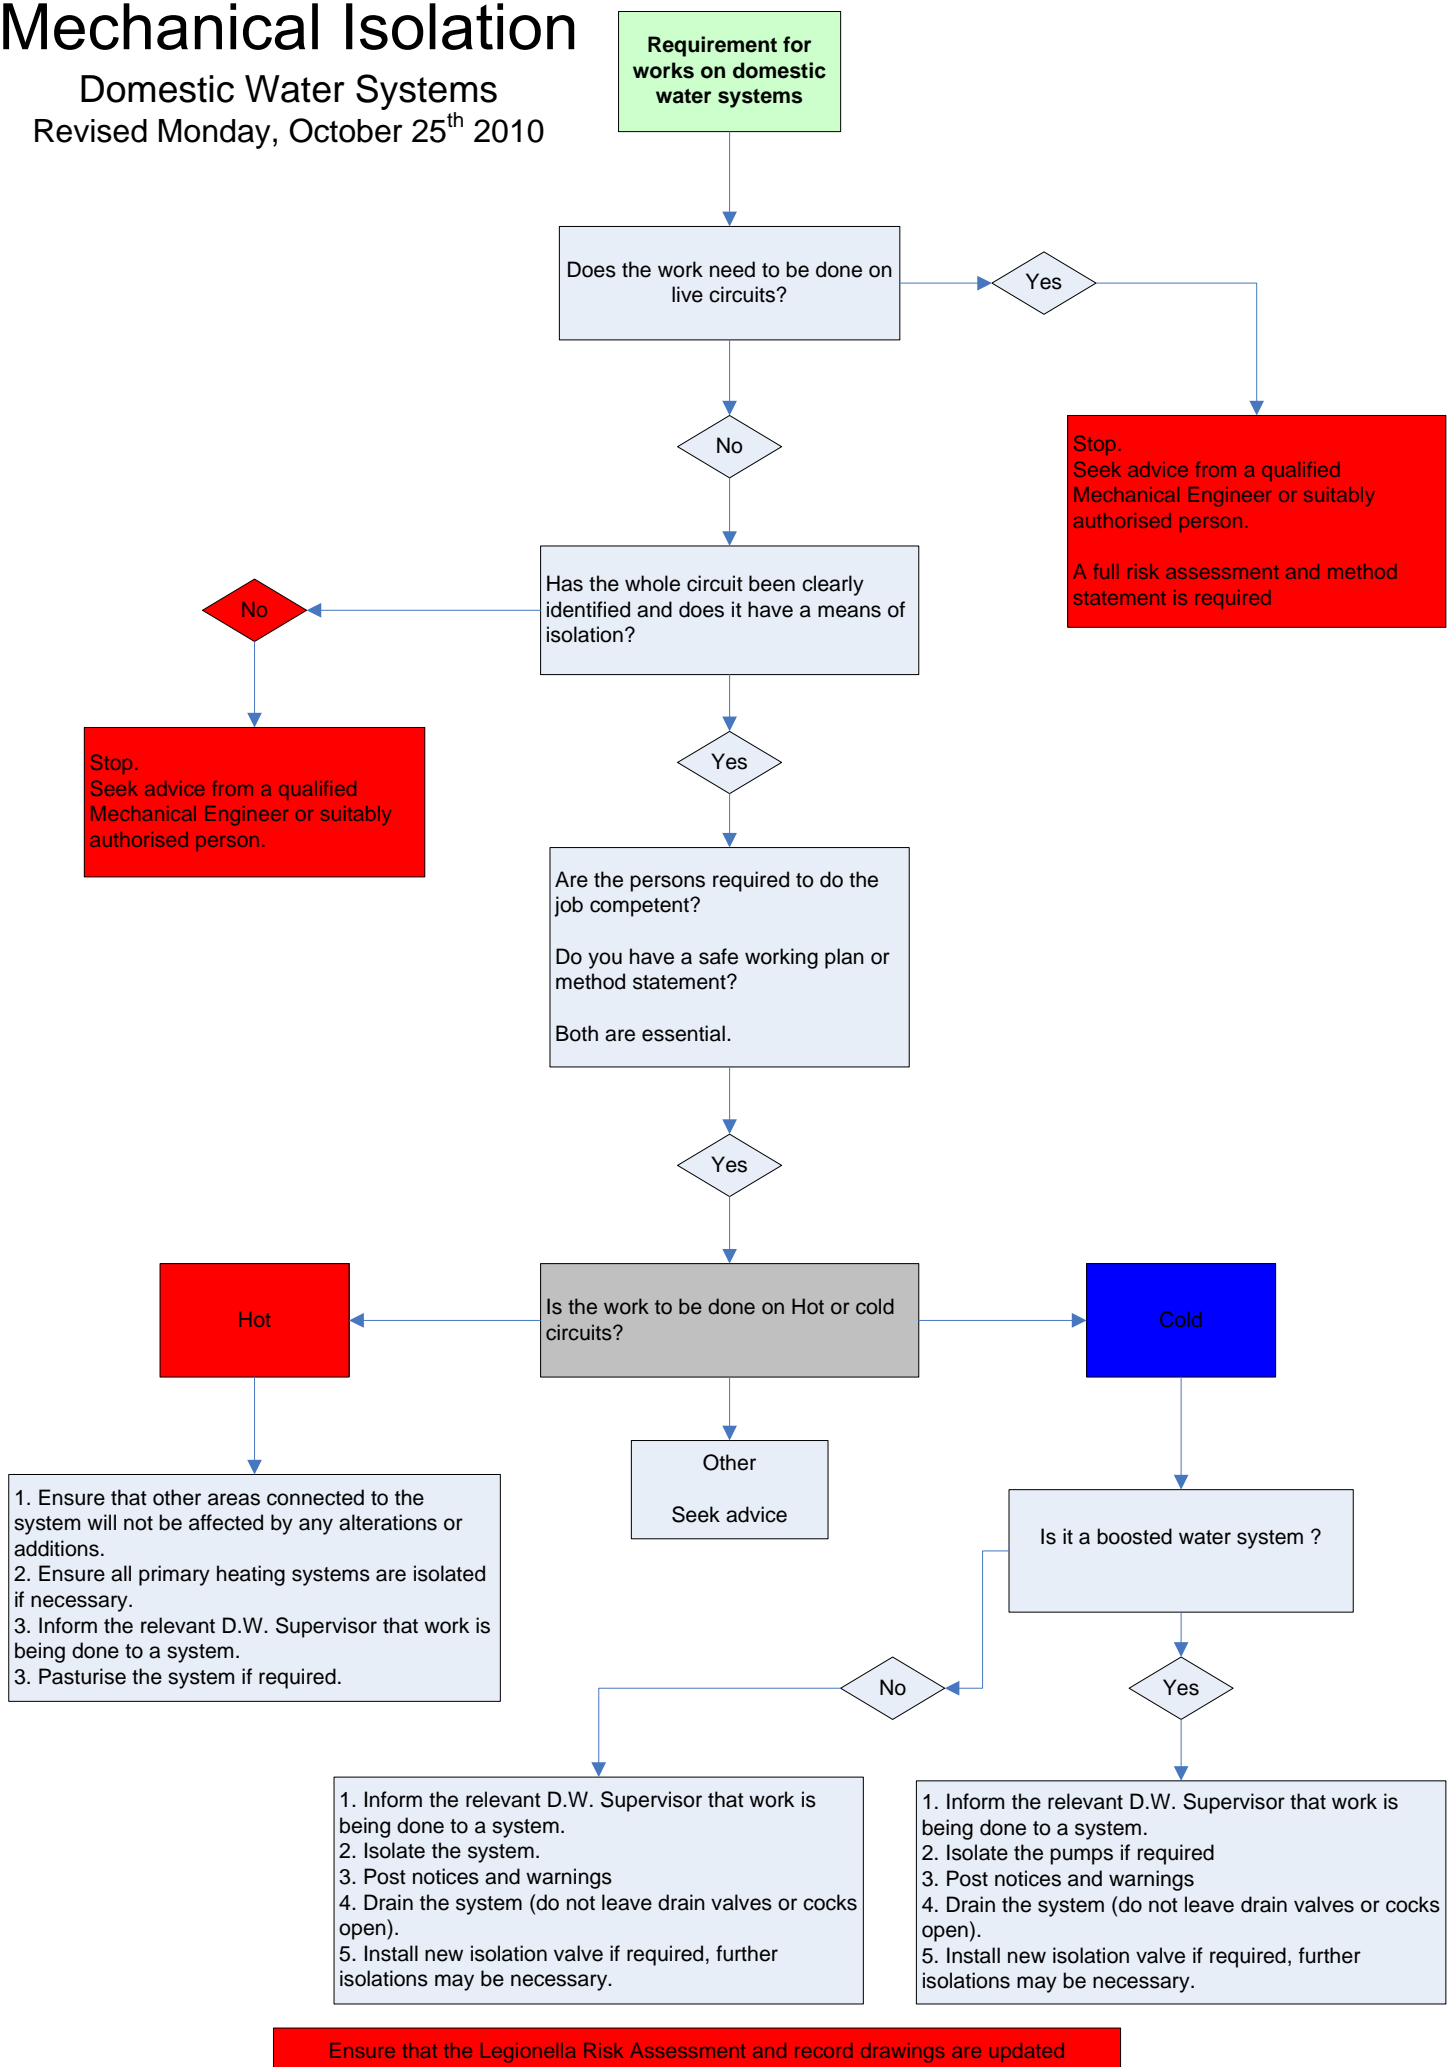 Mechanical Isolation
Domestic Water Systems
Revised Monday, October 25th 2010
Requirement for
works on domestic
water systems
Does the work need to be done on
live circuits?
Yes
No
Stop.
Seek advice from a qualified
Mechanical Engineer or suitably
authorised person.
A full risk assessment and method
statement is required
Has the whole circuit been clearly
identified and does it have a means of
isolation?
No
Stop.
Seek advice from a qualified
Mechanical Engineer or suitably
authorised person.
Yes
Are the persons required to do the
job competent?
Do you have a safe working plan or
method statement?
Both are essential.
Yes
Hot
Is the work to be done on Hot or cold
circuits?
Cold
Other
Seek advice
1. Ensure that other areas connected to the
system will not be affected by any alterations or
additions.
2. Ensure all primary heating systems are isolated
if necessary.
3. Inform the relevant D.W. Supervisor that work is
being done to a system.
3. Pasturise the system if required.
Is it a boosted water system ?
No
Yes
1. Inform the relevant D.W. Supervisor that work is
being done to a system.
2. Isolate the system.
3. Post notices and warnings
4. Drain the system (do not leave drain valves or cocks
open).
5. Install new isolation valve if required, further
isolations may be necessary.
1. Inform the relevant D.W. Supervisor that work is
being done to a system.
2. Isolate the pumps if required
3. Post notices and warnings
4. Drain the system (do not leave drain valves or cocks
open).
5. Install new isolation valve if required, further
isolations may be necessary.
Ensure that the Legionella Risk Assessment and record drawings are updated